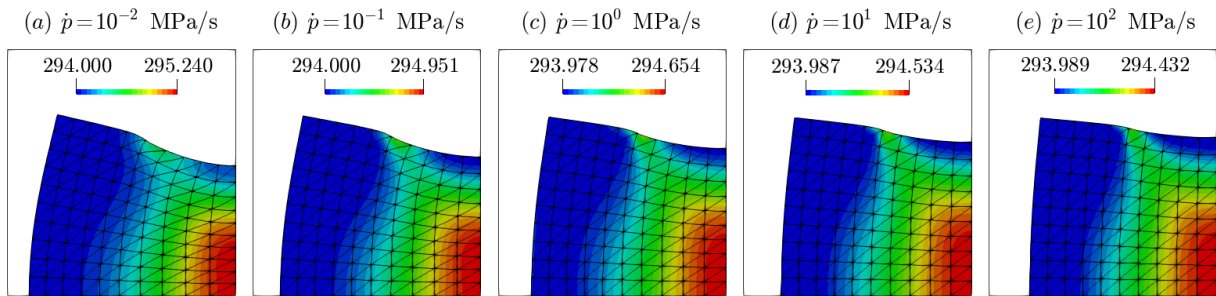 (a) ṗ=10⁻² MPa/s
294.000 295.240
(b) ṗ=10⁻¹ MPa/s
294.000 294.951
(c) ṗ=10⁰ MPa/s
293.978 294.654
(d) ṗ=10¹ MPa/s
293.987 294.534
(e) ṗ=10² MPa/s
293.989 294.432